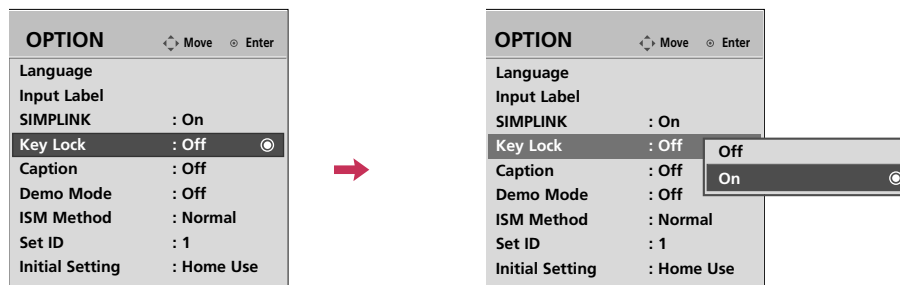 OPTION Move Enter
Language
Input Label
SIMPLINK : On
Key Lock : Off
Caption : Off
Demo Mode : Off
ISM Method : Normal
Set ID : 1
Initial Setting : Home Use
OPTION Move Enter
Language
Input Label
SIMPLINK : On
Key Lock : Off
Caption : Off
Demo Mode : Off
ISM Method : Normal
Set ID : 1
Initial Setting : Home Use
Off
On